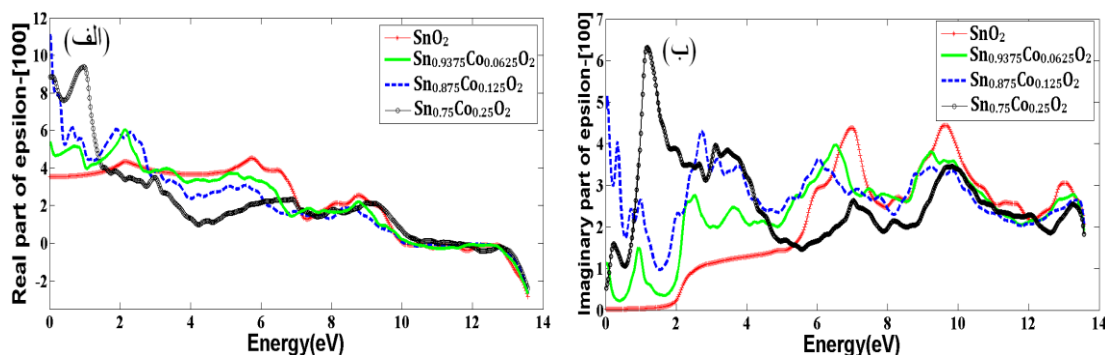 Real part of epsilon-[100]
12
10
8
6
4
2
0
-2
(الف)
SnO₂
Sn₀.₉₃₇₅Co₀.₀₆₂₅O₂
Sn₀.₈₇₅Co₀.₁₂₅O₂
Sn₀.₇₅Co₀.₂₅O₂
0 2 4 6 8 10 12 14
Energy(eV)
Imaginary part of epsilon-[100]
7
6
5
4
3
2
1
0
(ب)
SnO₂
Sn₀.₉₃₇₅Co₀.₀₆₂₅O₂
Sn₀.₈₇₅Co₀.₁₂₅O₂
Sn₀.₇₅Co₀.₂₅O₂
0 2 4 6 8 10 12 14
Energy(eV)